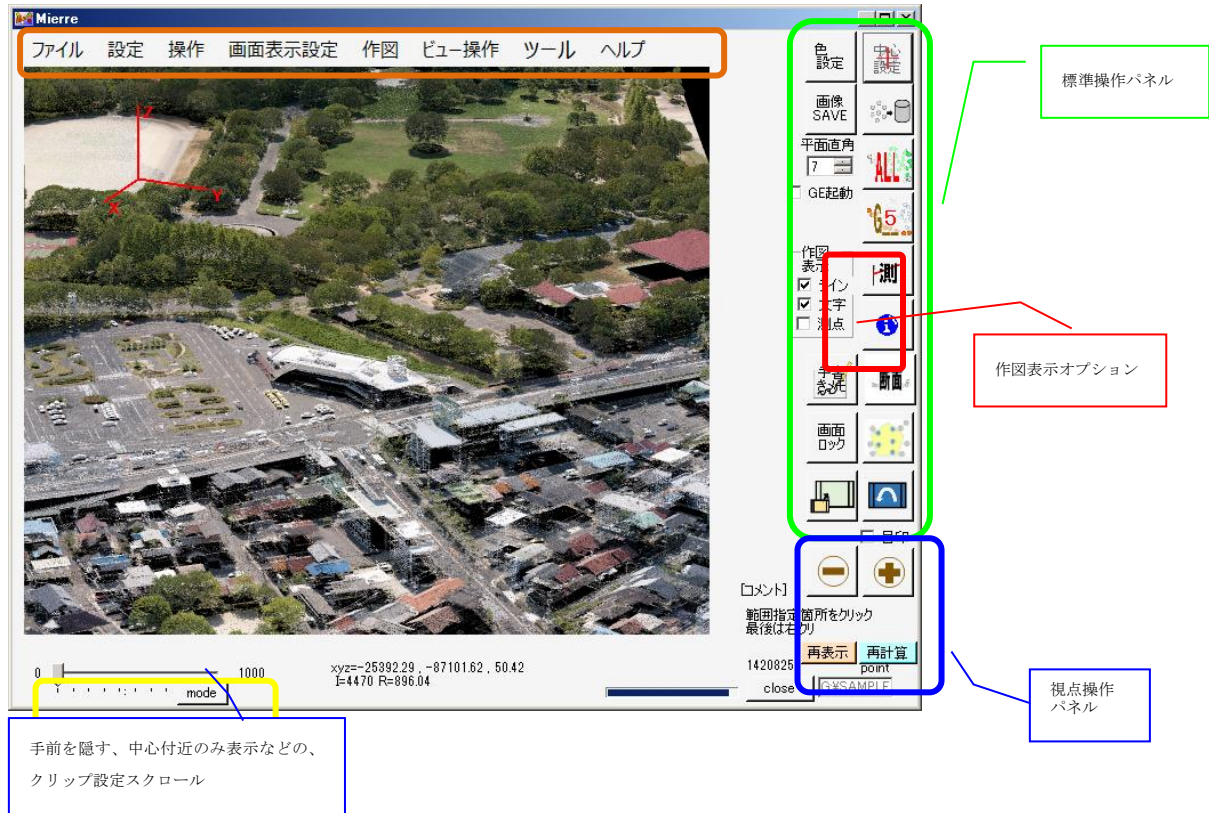 Mierre
ファイル 設定 操作 画面表示設定 作図 ビュー操作 ツール ヘルプ
Z
Y
X
色
設定
中心
設定
画像
SAVE
平面直角
7
ALL
GE起動
G5
作図
表示
ライン
文字
測点
測
i
断面
画面
ロック
目印
[コメント]
範囲指定箇所をクリック
最後は右クリ
再表示 再計算
1420825
point
close
G:¥SAMPLE
0
1000
mode
xyz=-25392.29 , -87101.62 , 50.42
I=4470 R=896.04
標準操作パネル
作図表示オプション
視点操作
パネル
手前を隠す、中心付近のみ表示などの、
クリップ設定スクロール